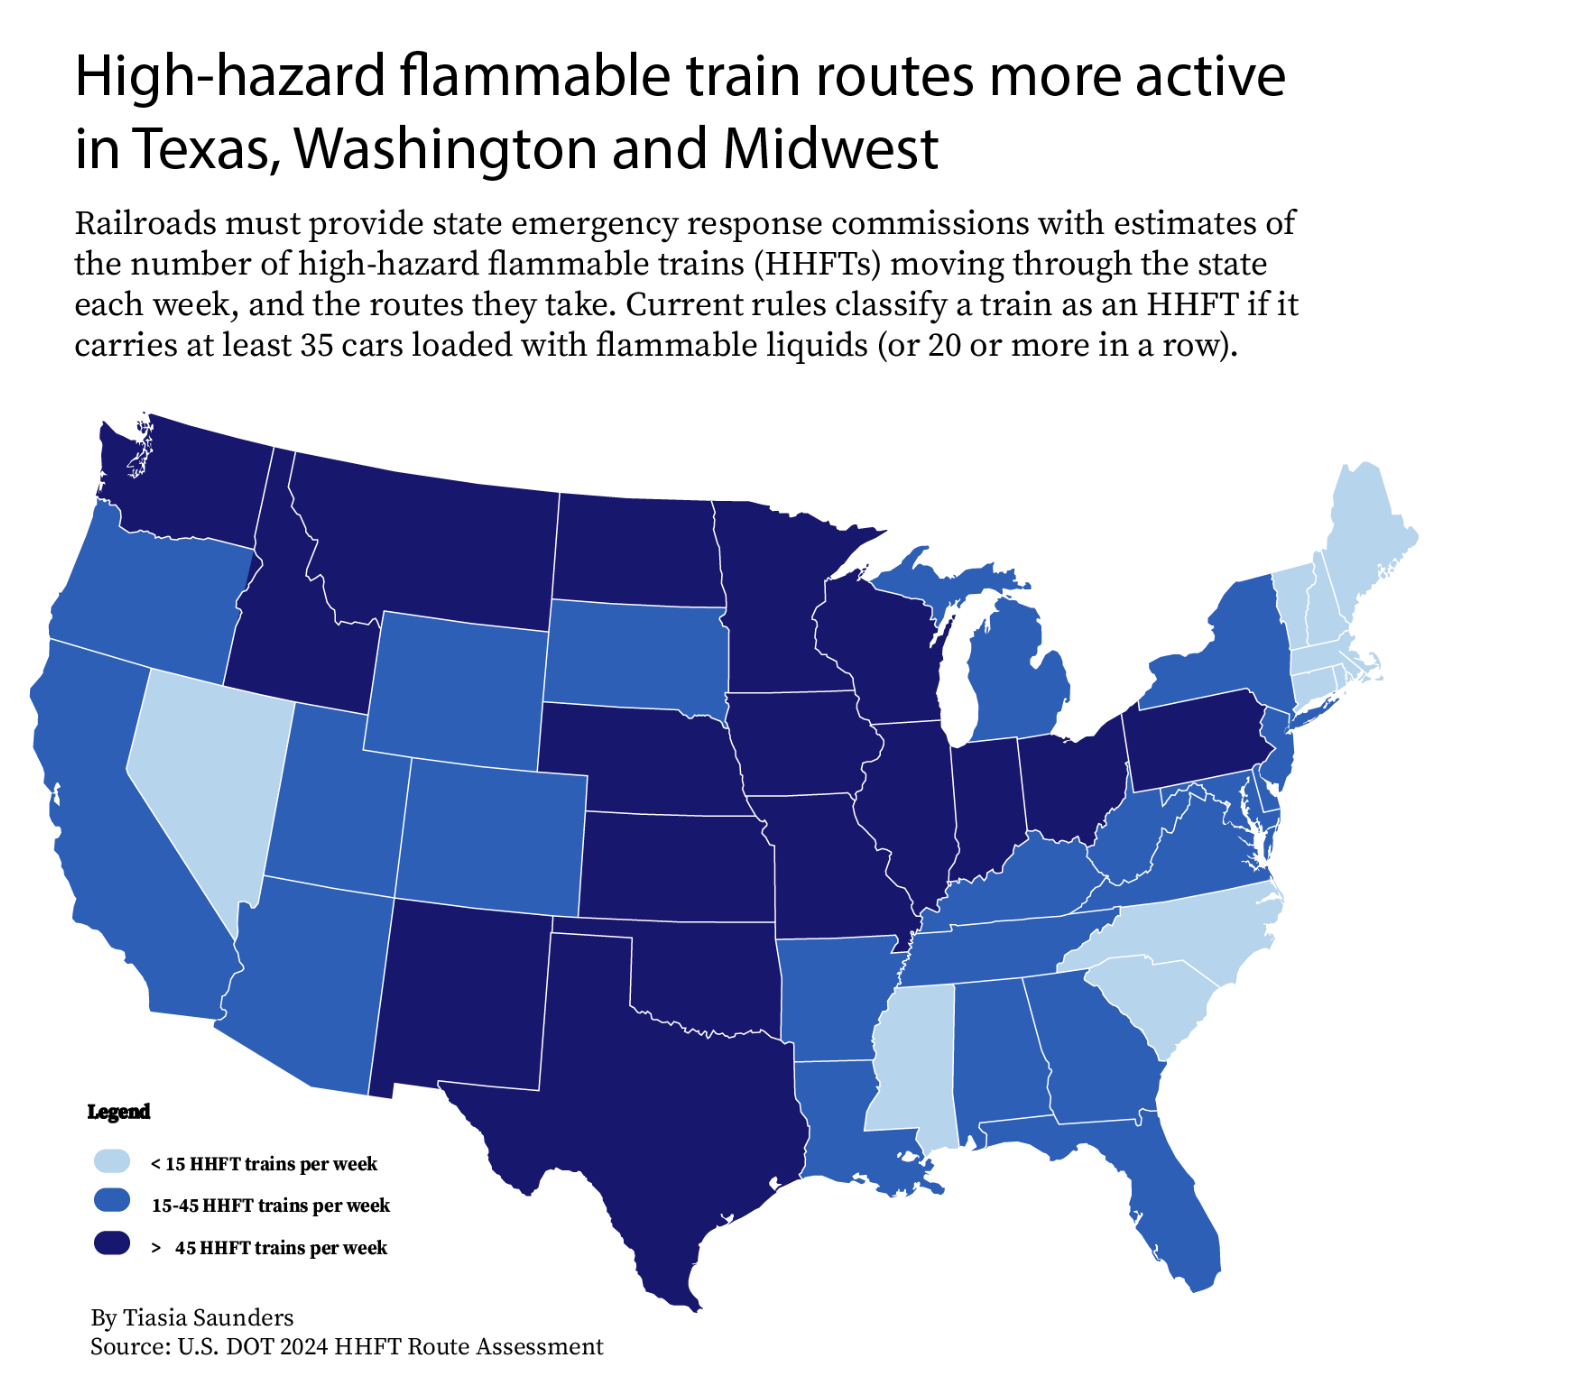 High-hazard flammable train routes more active
in Texas, Washington and Midwest
Railroads must provide state emergency response commissions with estimates of
the number of high-hazard flammable trains (HHFTs) moving through the state
each week, and the routes they take. Current rules classify a train as an HHFT if it
carries at least 35 cars loaded with flammable liquids (or 20 or more in a row).
Legend
< 15 HHFT trains per week
15-45 HHFT trains per week
> 45 HHFT trains per week
By Tiasia Saunders
Source: U.S. DOT 2024 HHFT Route Assessment